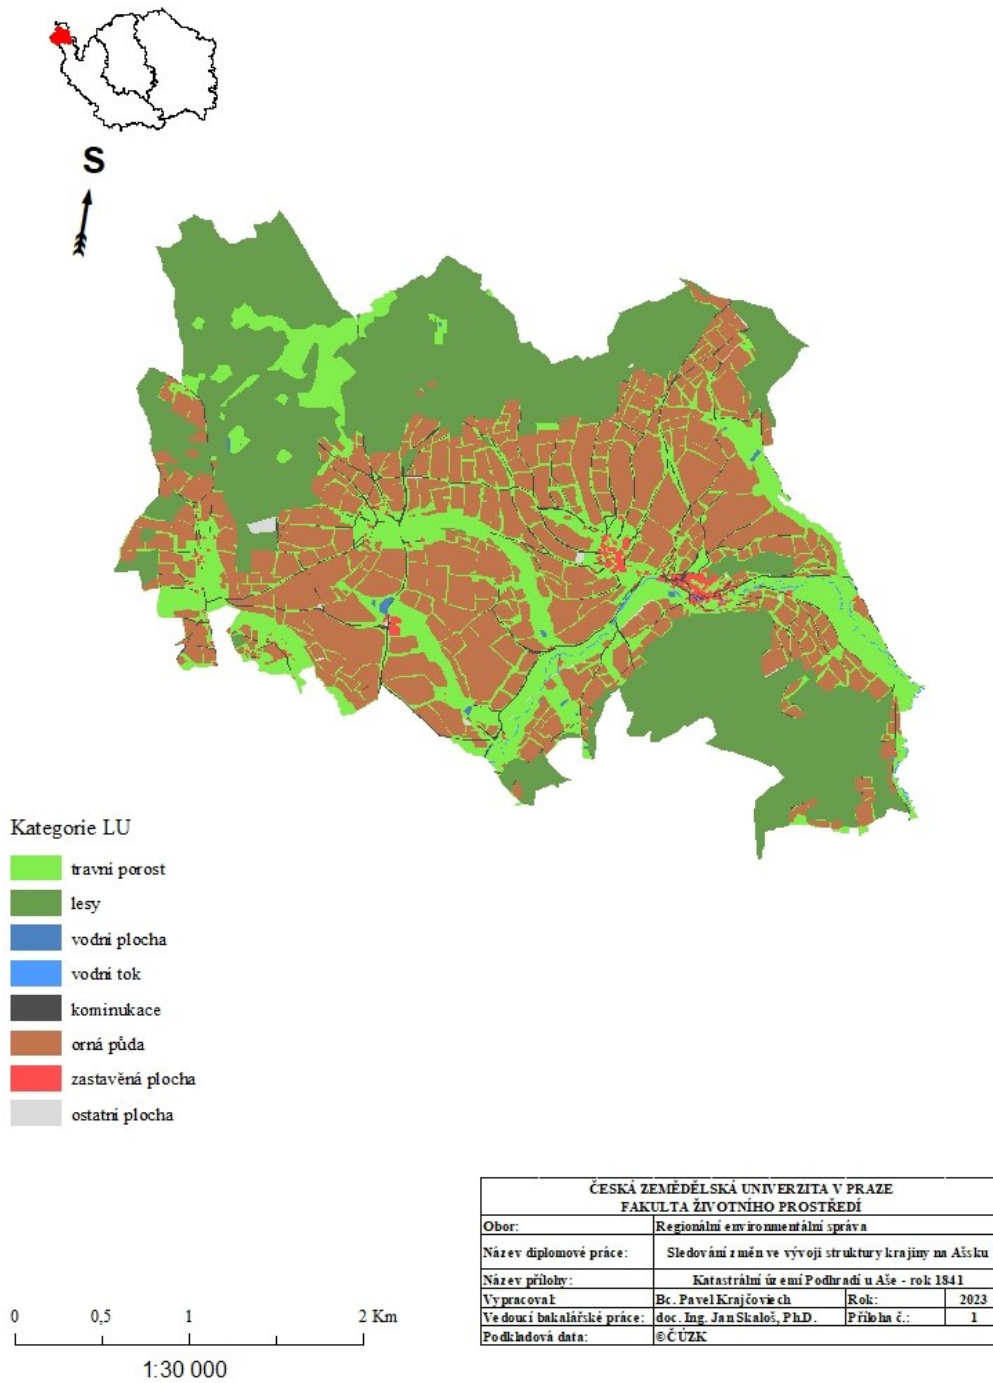 S
Kategorie LU
travní porost
lesy
vodní plocha
vodní tok
kominukace
orná půda
zastavěná plocha
ostatní plocha
ČESKÁ ZEMĚDĚLSKÁ UNIVERZITA V PRAZE
FAKULTA ŽIVOTNÍHO PROSTŘEDÍ
Obor: Regionální environmentální správa
Název diplomové práce: Sledování změn ve vývoji struktury krajiny na Ašsku
Název přílohy: Katastrální území Podhradí u Aše - rok 1841
Vypracoval: Bc. Pavel Krajčoviech Rok: 2023
Vedoucí bakalářské práce: doc. Ing. Jan Skaloš, Ph.D. Příloha č.: 1
Podkladová data: ©ČÚZK
0 0,5 1 2 Km
1:30 000